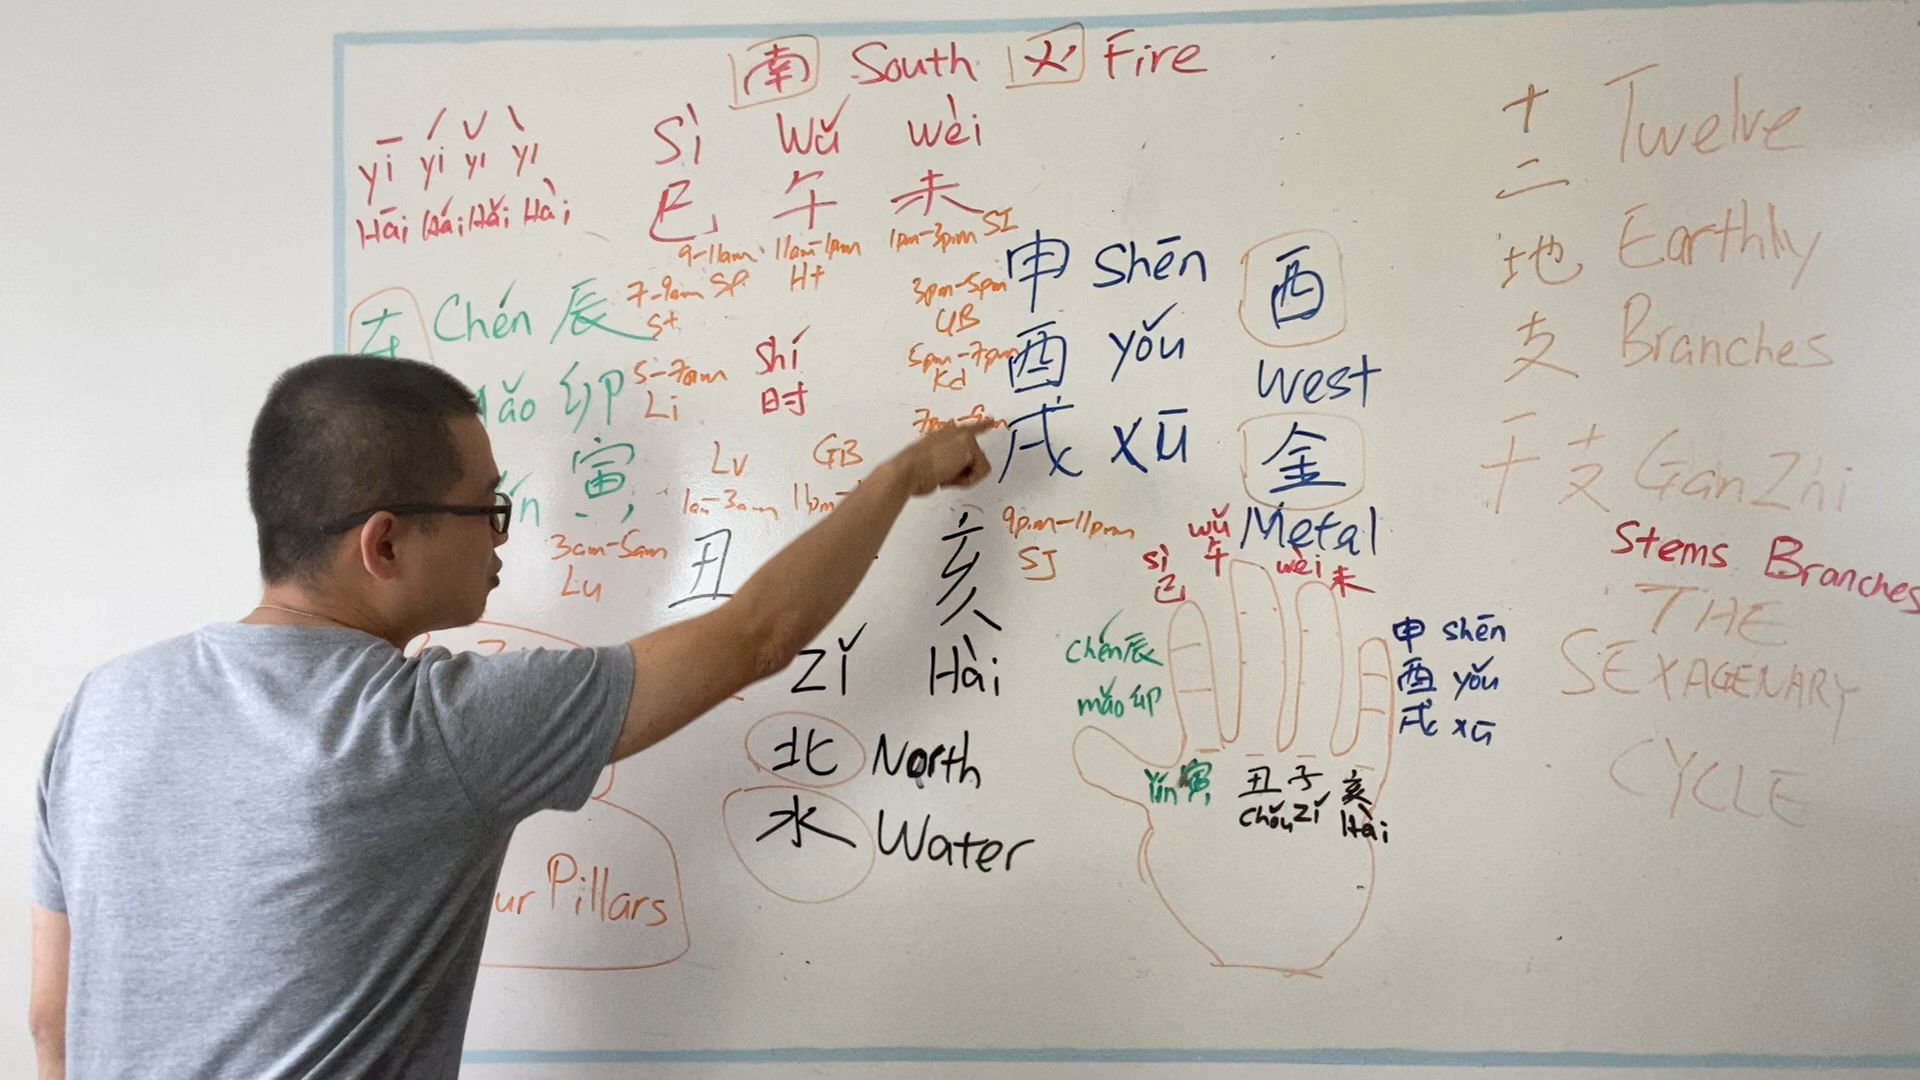 南 South 火 Fire
yī yí yǐ yì
Hāi Hái Hǎi Hài
Sì Wǔ wèi
巳 午 未
9-11am 11am-1pm 1pm-3pm SI
SP Ht
Chén 辰 7-9am
St
卯 5-7am
Li
寅
3am-5am
Lu
shí
时
Lv GB
1am-3am 11pm-
丑 亥
zǐ Hài
9pm-11pm
SJ
北 North
水 Water
Pillars
申 shēn
3pm-5pm
UB
酉 yǒu
5pm-7pm
Kd
戌 xū
西
West
金
Metal
sì wǔ wèi
巳 午 未
chén 辰
mǎo 卯
Yín 寅
丑 子 亥
chǒu zǐ Hài
申 shēn
酉 yǒu
戌 xū
十 Twelve
二
地 Earthly
支 Branches
干支 GanZhi
Stems Branches
THE
SEXAGENARY
CYCLE